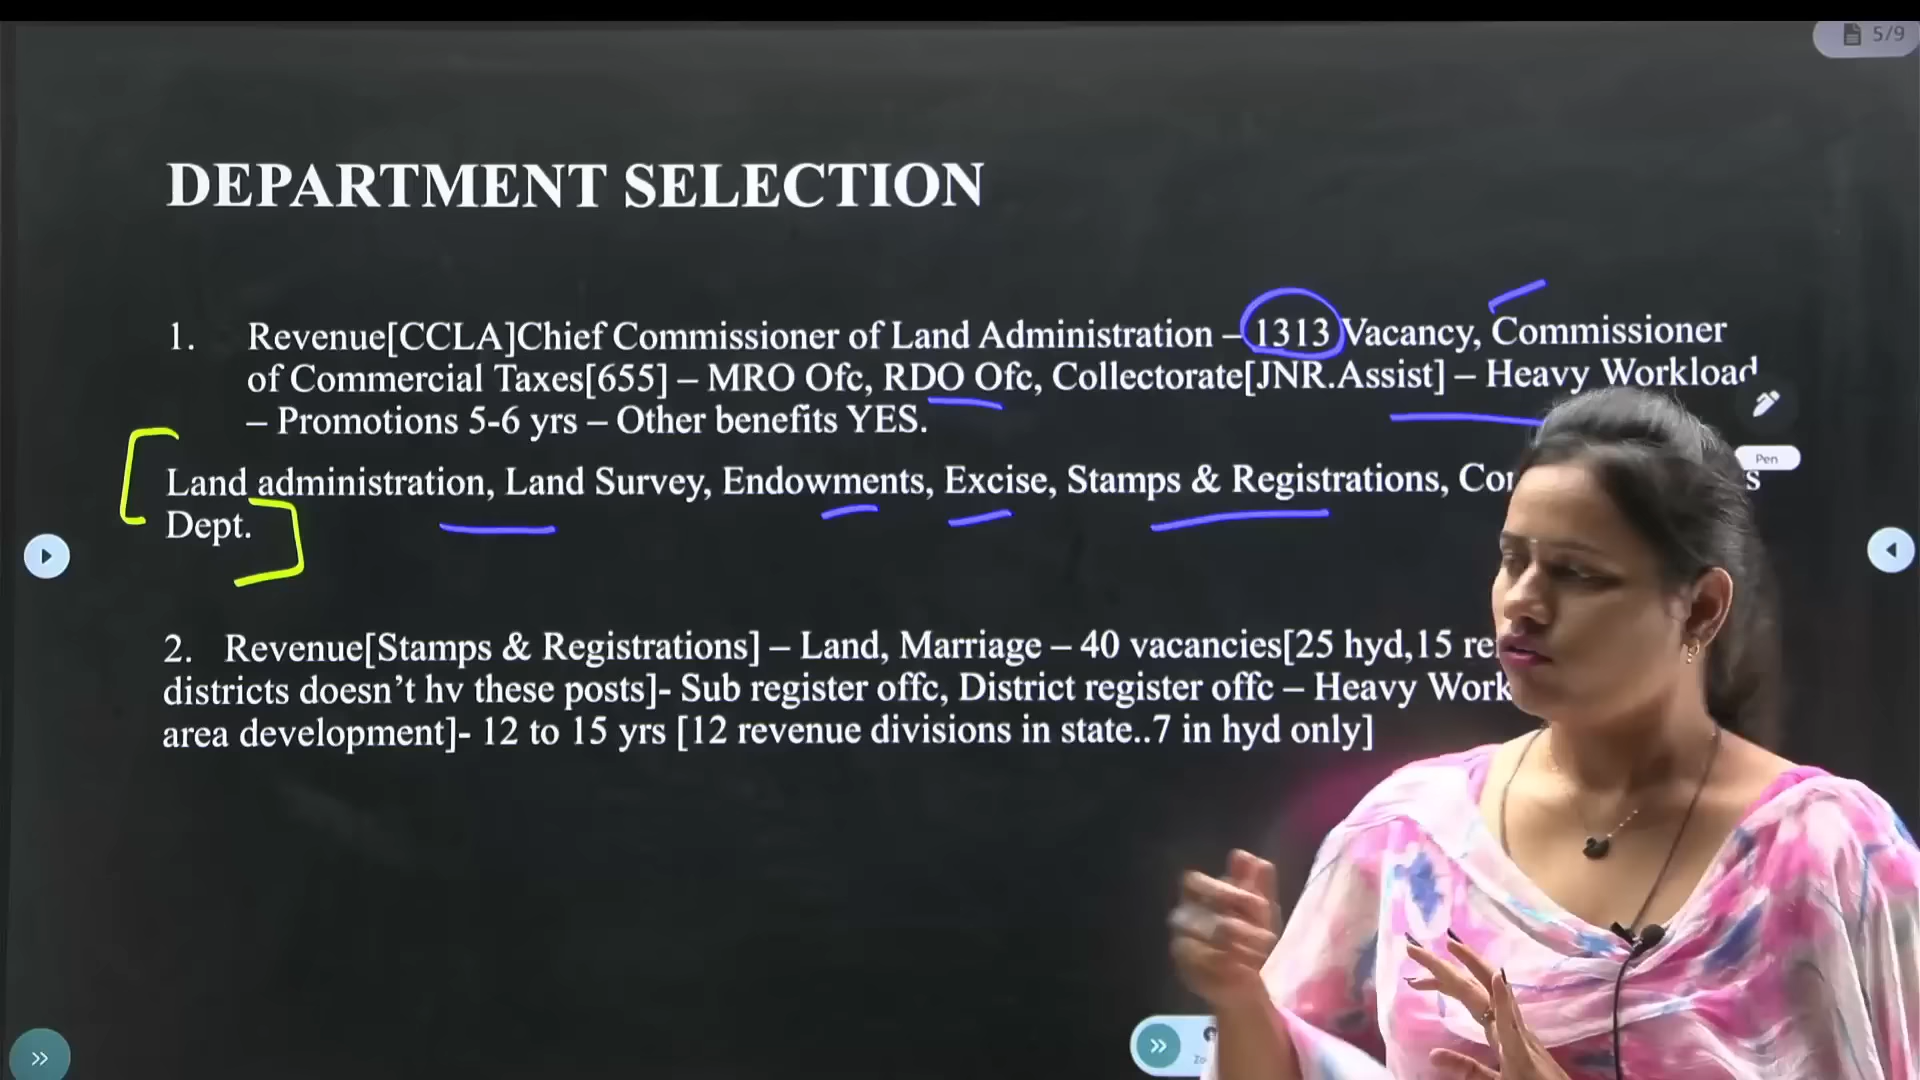 5/9
DEPARTMENT SELECTION
1. Revenue[CCLA]Chief Commissioner of Land Administration – 1313 Vacancy, Commissioner
of Commercial Taxes[655] – MRO Ofc, RDO Ofc, Collectorate[JNR.Assist] – Heavy Workload
– Promotions 5-6 yrs – Other benefits YES.
Pen
Land administration, Land Survey, Endowments, Excise, Stamps & Registrations,
Dept.
2. Revenue[Stamps & Registrations] – Land, Marriage – 40 vacancies[25 hyd,15
districts doesn’t hv these posts]- Sub register offc, District register offc – Heavy
area development]- 12 to 15 yrs [12 revenue divisions in state..7 in hyd only]